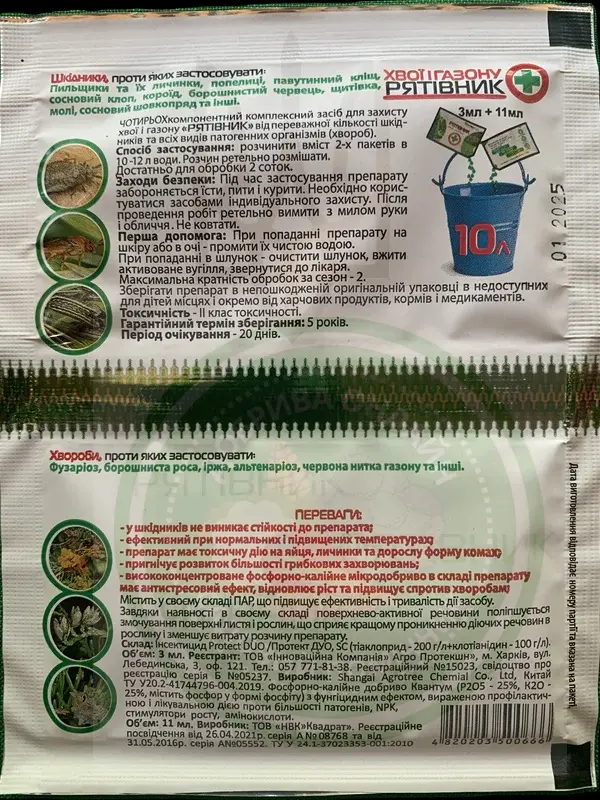 Шкідники, проти яких застосовувати:
Пильщики та їх личинки, попелиці, павутинний кліщ,
сосновий клоп, короїд, борошнистий червець, щитівка,
молі, сосновий шовкопряд та інші.
ХВОЇ І ГАЗОНУ
РЯТІВНИК
3мл + 11мл
10л
01 2025
ЧОТИРЬОХкомпонентний комплексний засіб для захисту
хвої і газону «РЯТІВНИК» від переважної кількості шкід-
ників та всіх видів патогенних організмів (хвороб).
Спосіб застосування: розчинити вміст 2-х пакетів в
10-12 л води. Розчин ретельно розмішати.
Достатньо для обробки 2 соток.
Заходи безпеки: Під час застосування препарату
забороняється їсти, пити і курити. Необхідно корис-
туватися засобами індивідуального захисту. Після
проведення робіт ретельно вимити з милом руки
і обличчя. Не ковтати.
Перша допомога: При попаданні препарату на
шкіру або в очі - промити їх чистою водою.
При попаданні в шлунок - очистити шлунок, вжити
активоване вугілля, звернутися до лікаря.
Максимальна кратність обробок за сезон - 2.
Зберігати препарат в непошкодженій оригінальній упаковці в недоступних
для дітей місцях і окремо від харчових продуктів, кормів і медикаментів.
Токсичність - II клас токсичності.
Гарантійний термін зберігання: 5 років.
Період очікування - 20 днів.
Хвороби, проти яких застосовувати:
Фузаріоз, борошниста роса, іржа, альтенаріоз, червона нитка газону та інші.
ПЕРЕВАГИ:
- у шкідників не виникає стійкості до препарата;
- ефективний при нормальних і підвищених температурах;
- препарат має токсичну дію на яйця, личинки та дорослу форму комах;
- пригнічує розвиток більшості грибкових захворювань;
- висококонцентроване фосфорно-калійне мікродобриво в складі препарату
має антистресовий ефект, відновлює ріст та підвищує спротив хворобам;
Містить у своєму складі ПАР, що підвищує ефективність і тривалість дії засобу.
Завдяки наявності в своєму складі поверхнево-активної речовини поліпшується
змочування поверхні листя і рослин, що сприяє кращому проникненню діючих речовин в
рослину і зменшує витрату розчину препарату.
Склад: Інсектицид Protect DUO /Протект ДУО, SC (тіаклоприд - 200 г/л+клотіанідин - 100 г/л).
Об'єм: 3 мл. Реєстрант: ТОВ «Інноваційна Компанія» Агро Протекшн», м. Харків, вул.
Лебединська, 3, оф. 121. Тел.: 057 771-81-38. Реєстраційний №15023, свідоцтво про
реєстрацію серія Б №05237. Виробник: Shangai Agrotree Chemial Co., Ltd, Китай
ТУ У20.2-41744796-004.2019. Фосфорно-калійне добриво Квантум (P2O5 - 25%, K2O -
25%, містить фосфор у формі фосфіту) з фунгіцидним ефектом, вираженою профілактич-
ною і лікувальною дією проти більшості патогенів, NPK,
стимулятори росту, амінокислоти.
Об'єм: 11 мл. Виробник: ТОВ «НВК»Квадрат». Реєстраційне
посвідчення від 26.04.2021р. серія А №08768 та від
31.05.2016р. серія А№05552. ТУ У 24.1-37023353-001:2010
4820203500666
Дата виготовлення відповідає номеру партії та вказана на пакеті.